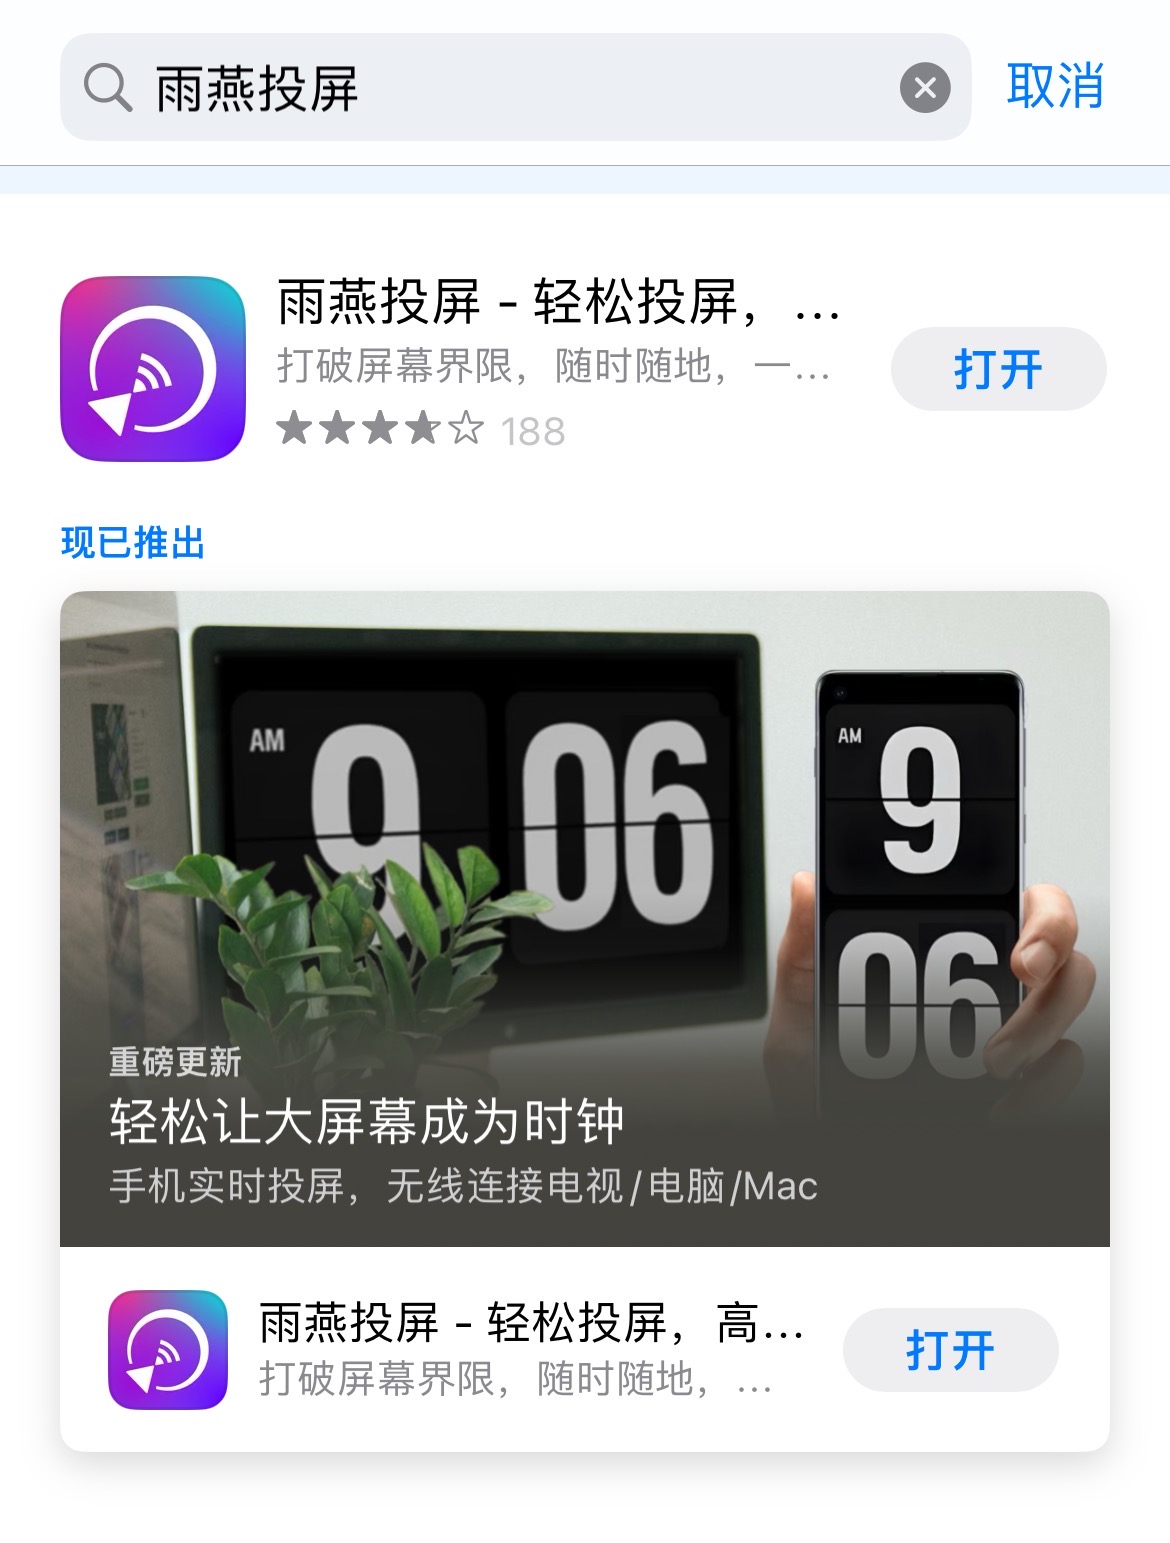 雨燕投屏
取消
雨燕投屏 - 轻松投屏，...
打破屏幕界限，随时随地，一...
打开
188
现已推出
AM
9 06
AM
9
06
重磅更新
轻松让大屏幕成为时钟
手机实时投屏，无线连接电视/电脑/Mac
雨燕投屏 - 轻松投屏，高...
打破屏幕界限，随时随地，...
打开